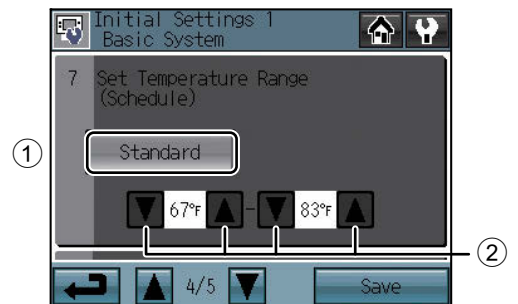 Initial Settings 1
Basic System
7 Set Temperature Range
(Schedule)
①
Standard
67°F - 83°F
②
4/5
Save